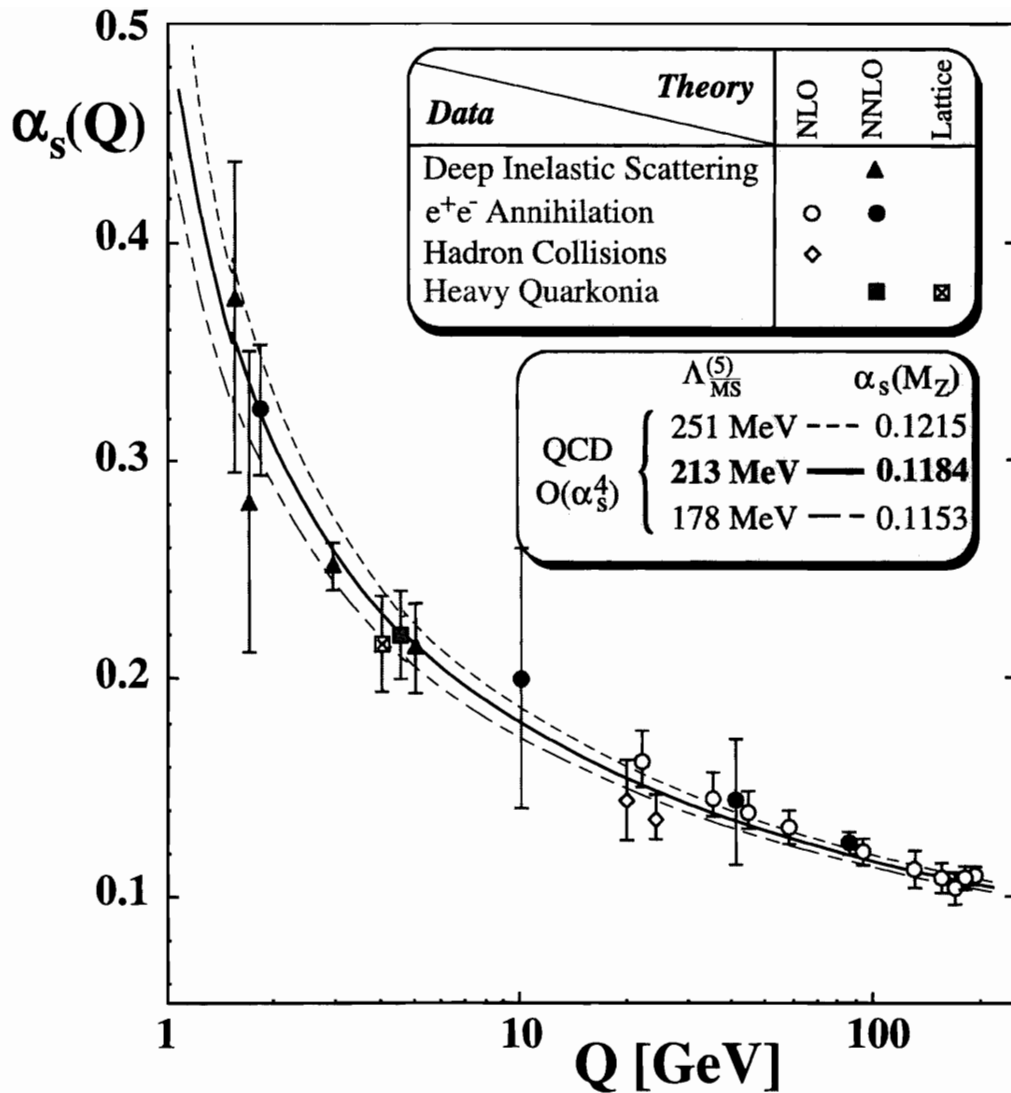 0.5
0.4
0.3
0.2
0.1
αs(Q)
1
10
100
Q [GeV]
Theory
Data
NLO
NNLO
Lattice
Deep Inelastic Scattering
e+e- Annihilation
Hadron Collisions
Heavy Quarkonia
Λ(5)MS αs(MZ)
QCD
O(αs4)
251 MeV 0.1215
213 MeV 0.1184
178 MeV 0.1153